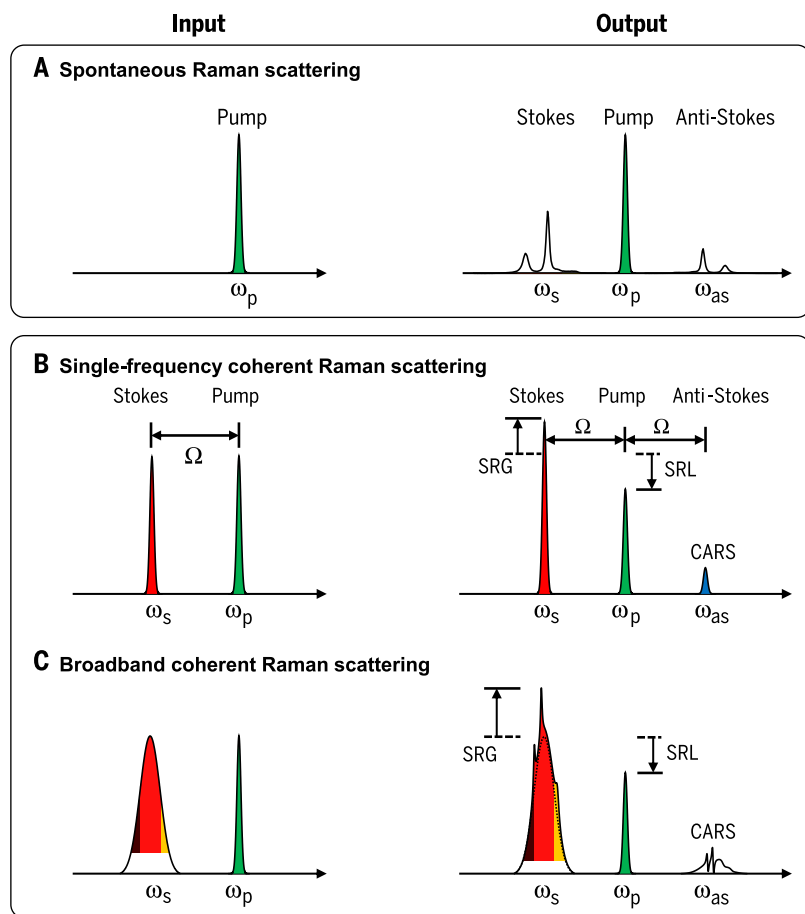 Input Output
A Spontaneous Raman scattering
Pump Stokes Pump Anti-Stokes
ωp ωs ωp ωas
B Single-frequency coherent Raman scattering
Stokes Pump Stokes Pump Anti-Stokes
Ω Ω Ω
SRG SRL
CARS
ωs ωp ωs ωp ωas
C Broadband coherent Raman scattering
SRG SRL
CARS
ωs ωp ωs ωp ωas